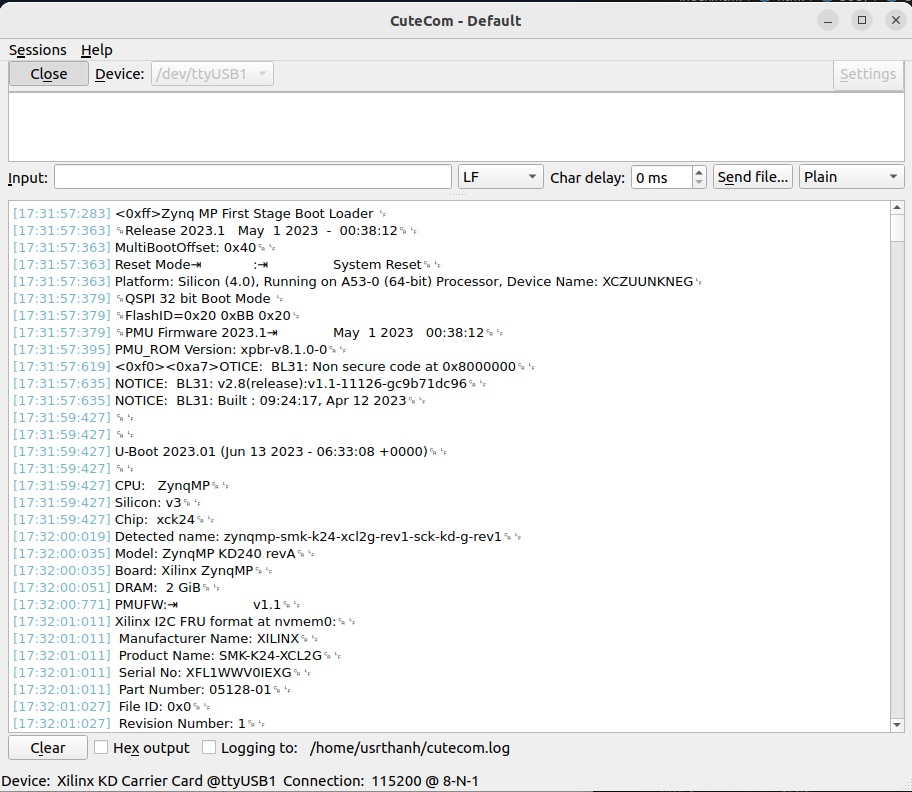 CuteCom - Default
Sessions Help
Close Device: /dev/ttyUSB1 Settings
Input: LF Char delay: 0 ms Send file... Plain
[17:31:57:283] <0xff>Zynq MP First Stage Boot Loader
[17:31:57:363] Release 2023.1 May 1 2023 - 00:38:12
[17:31:57:363] MultiBootOffset: 0x40
[17:31:57:363] Reset Mode⇥ :⇥ System Reset
[17:31:57:363] Platform: Silicon (4.0), Running on A53-0 (64-bit) Processor, Device Name: XCZUUNKNEG
[17:31:57:379] QSPI 32 bit Boot Mode
[17:31:57:379] FlashID=0x20 0xBB 0x20
[17:31:57:379] PMU Firmware 2023.1⇥ May 1 2023 00:38:12
[17:31:57:395] PMU_ROM Version: xpbr-v8.1.0-0
[17:31:57:619] <0xf0><0xa7>OTICE: BL31: Non secure code at 0x8000000
[17:31:57:635] NOTICE: BL31: v2.8(release):v1.1-11126-gc9b71dc96
[17:31:57:635] NOTICE: BL31: Built : 09:24:17, Apr 12 2023
[17:31:59:427]
[17:31:59:427]
[17:31:59:427] U-Boot 2023.01 (Jun 13 2023 - 06:33:08 +0000)
[17:31:59:427]
[17:31:59:427] CPU: ZynqMP
[17:31:59:427] Silicon: v3
[17:31:59:427] Chip: xck24
[17:32:00:019] Detected name: zynqmp-smk-k24-xcl2g-rev1-sck-kd-g-rev1
[17:32:00:035] Model: ZynqMP KD240 revA
[17:32:00:035] Board: Xilinx ZynqMP
[17:32:00:051] DRAM: 2 GiB
[17:32:00:771] PMUFW:⇥ v1.1
[17:32:01:011] Xilinx I2C FRU format at nvmem0:
[17:32:01:011] Manufacturer Name: XILINX
[17:32:01:011] Product Name: SMK-K24-XCL2G
[17:32:01:011] Serial No: XFL1WWV0IEXG
[17:32:01:011] Part Number: 05128-01
[17:32:01:027] File ID: 0x0
[17:32:01:027] Revision Number: 1
Clear Hex output Logging to: /home/usrthanh/cutecom.log
Device: Xilinx KD Carrier Card @ttyUSB1 Connection: 115200 @ 8-N-1